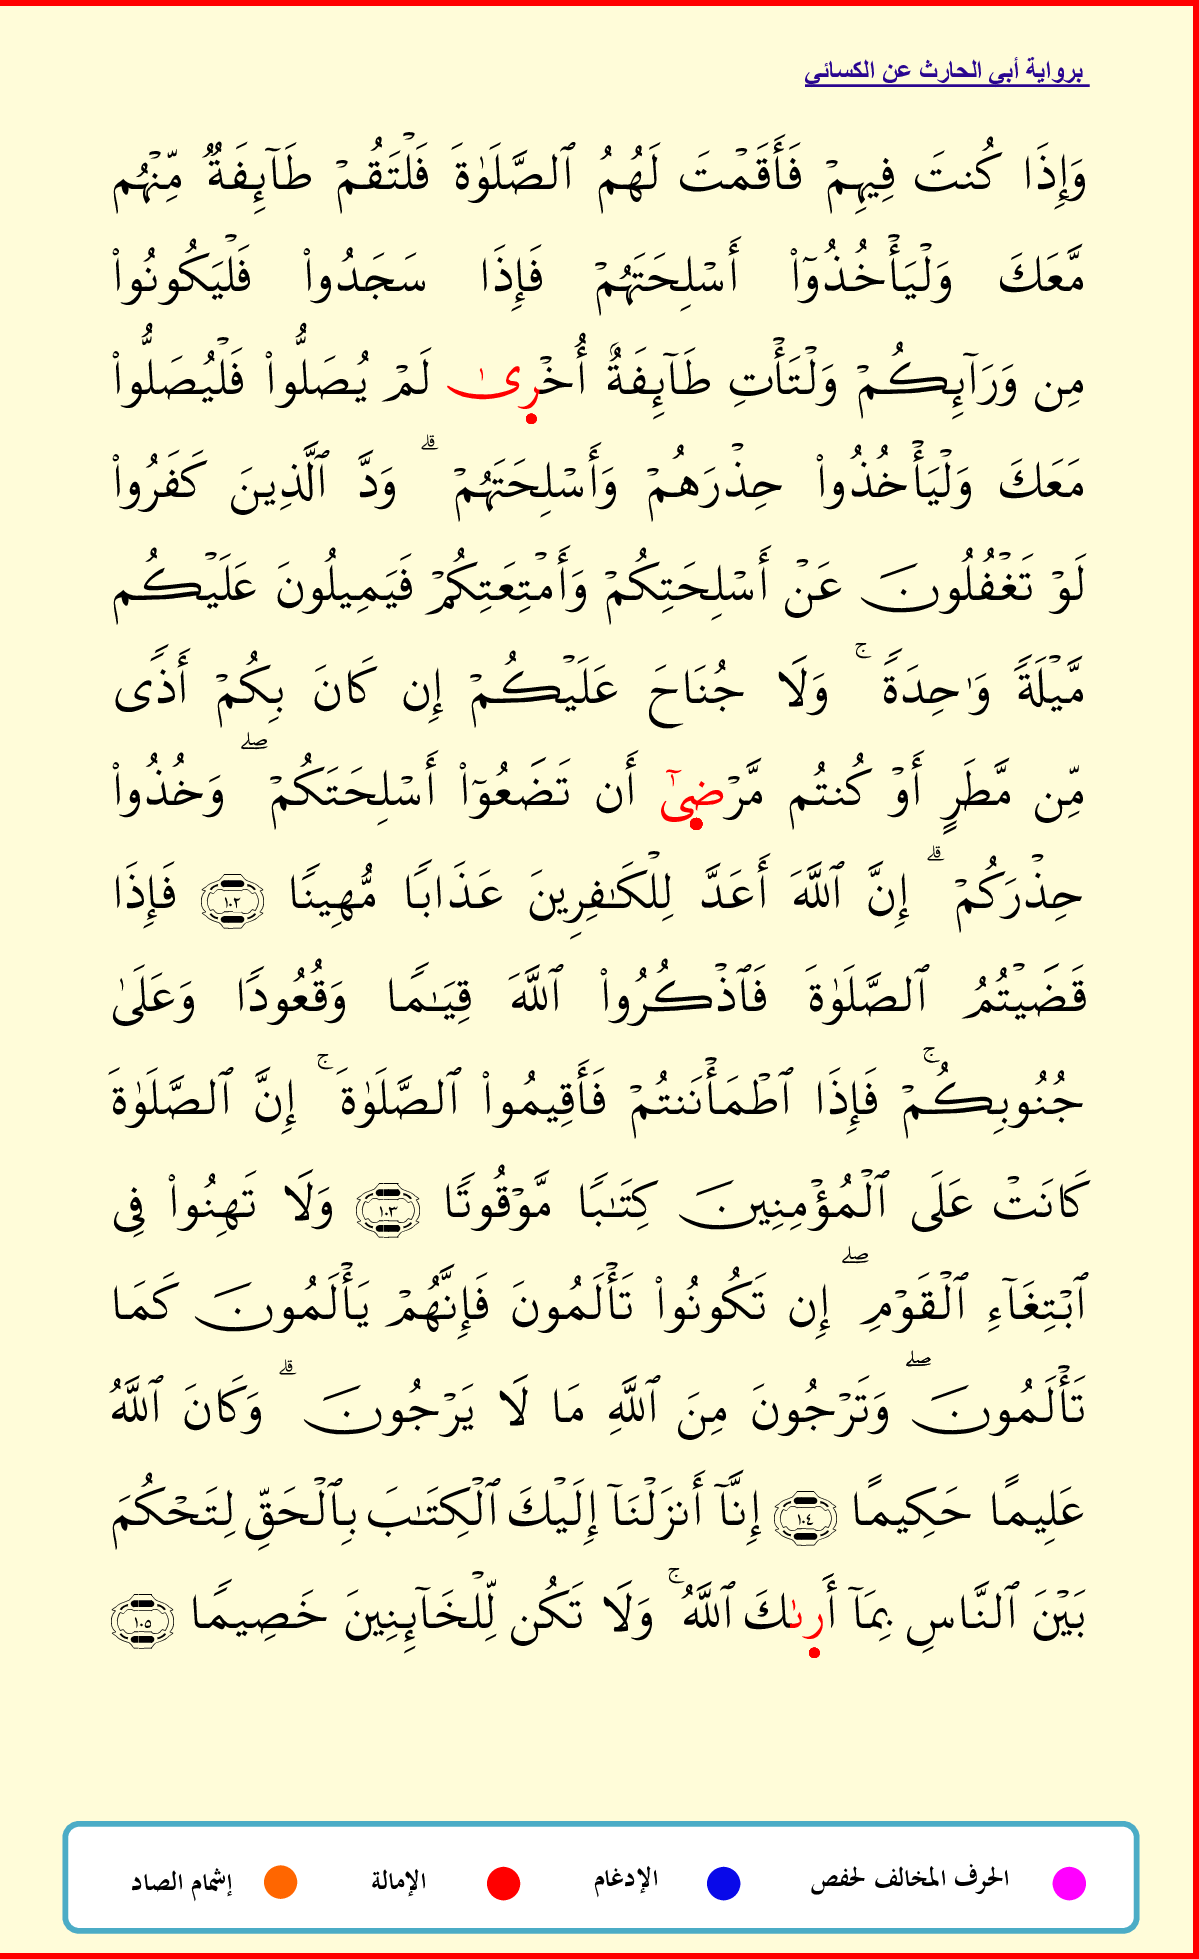 برواية أبي الحارث عن الكسائي
وَإِذَا كُنتَ فِيهِمۡ فَأَقَمۡتَ لَهُمُ ٱلصَّلَوٰةَ فَلۡتَقُمۡ طَآئِفَةٞ مِّنۡهُم
مَّعَكَ وَلۡيَأۡخُذُوٓاْ أَسۡلِحَتَهُمۡ فَإِذَا سَجَدُواْ فَلۡيَكُونُواْ
مِن وَرَآئِكُمۡ وَلۡتَأۡتِ طَآئِفَةٌ أُخۡرِىٰ لَمۡ يُصَلُّواْ فَلۡيُصَلُّواْ
مَعَكَ وَلۡيَأۡخُذُواْ حِذۡرَهُمۡ وَأَسۡلِحَتَهُمۡۗ وَدَّ ٱلَّذِينَ كَفَرُواْ
لَوۡ تَغۡفُلُونَ عَنۡ أَسۡلِحَتِكُمۡ وَأَمۡتِعَتِكُمۡ فَيَمِيلُونَ عَلَيۡكُم
مَّيۡلَةٗ وَٰحِدَةٗۚ وَلَا جُنَاحَ عَلَيۡكُمۡ إِن كَانَ بِكُمۡ أَذٗى
مِّن مَّطَرٍ أَوۡ كُنتُم مَّرۡضِىٰٓ أَن تَضَعُوٓاْ أَسۡلِحَتَكُمۡۖ وَخُذُواْ
حِذۡرَكُمۡۗ إِنَّ ٱللَّهَ أَعَدَّ لِلۡكَٰفِرِينَ عَذَابٗا مُّهِينٗا ١٠٢ فَإِذَا
قَضَيۡتُمُ ٱلصَّلَوٰةَ فَٱذۡكُرُواْ ٱللَّهَ قِيَٰمٗا وَقُعُودٗا وَعَلَىٰ
جُنُوبِكُمۡۚ فَإِذَا ٱطۡمَأۡنَنتُمۡ فَأَقِيمُواْ ٱلصَّلَوٰةَۚ إِنَّ ٱلصَّلَوٰةَ
كَانَتۡ عَلَى ٱلۡمُؤۡمِنِينَ كِتَٰبٗا مَّوۡقُوتٗا ١٠٣ وَلَا تَهِنُواْ فِي
ٱبۡتِغَآءِ ٱلۡقَوۡمِۖ إِن تَكُونُواْ تَأۡلَمُونَ فَإِنَّهُمۡ يَأۡلَمُونَ كَمَا
تَأۡلَمُونَۖ وَتَرۡجُونَ مِنَ ٱللَّهِ مَا لَا يَرۡجُونَۗ وَكَانَ ٱللَّهُ
عَلِيمًا حَكِيمًا ١٠٤ إِنَّآ أَنزَلۡنَآ إِلَيۡكَ ٱلۡكِتَٰبَ بِٱلۡحَقِّ لِتَحۡكُمَ
بَيۡنَ ٱلنَّاسِ بِمَآ أَرِىٰكَ ٱللَّهُۚ وَلَا تَكُن لِّلۡخَآئِنِينَ خَصِيمٗا ١٠٥
الحرف المخالف لحفص الإدغام الإمالة إشمام الصاد